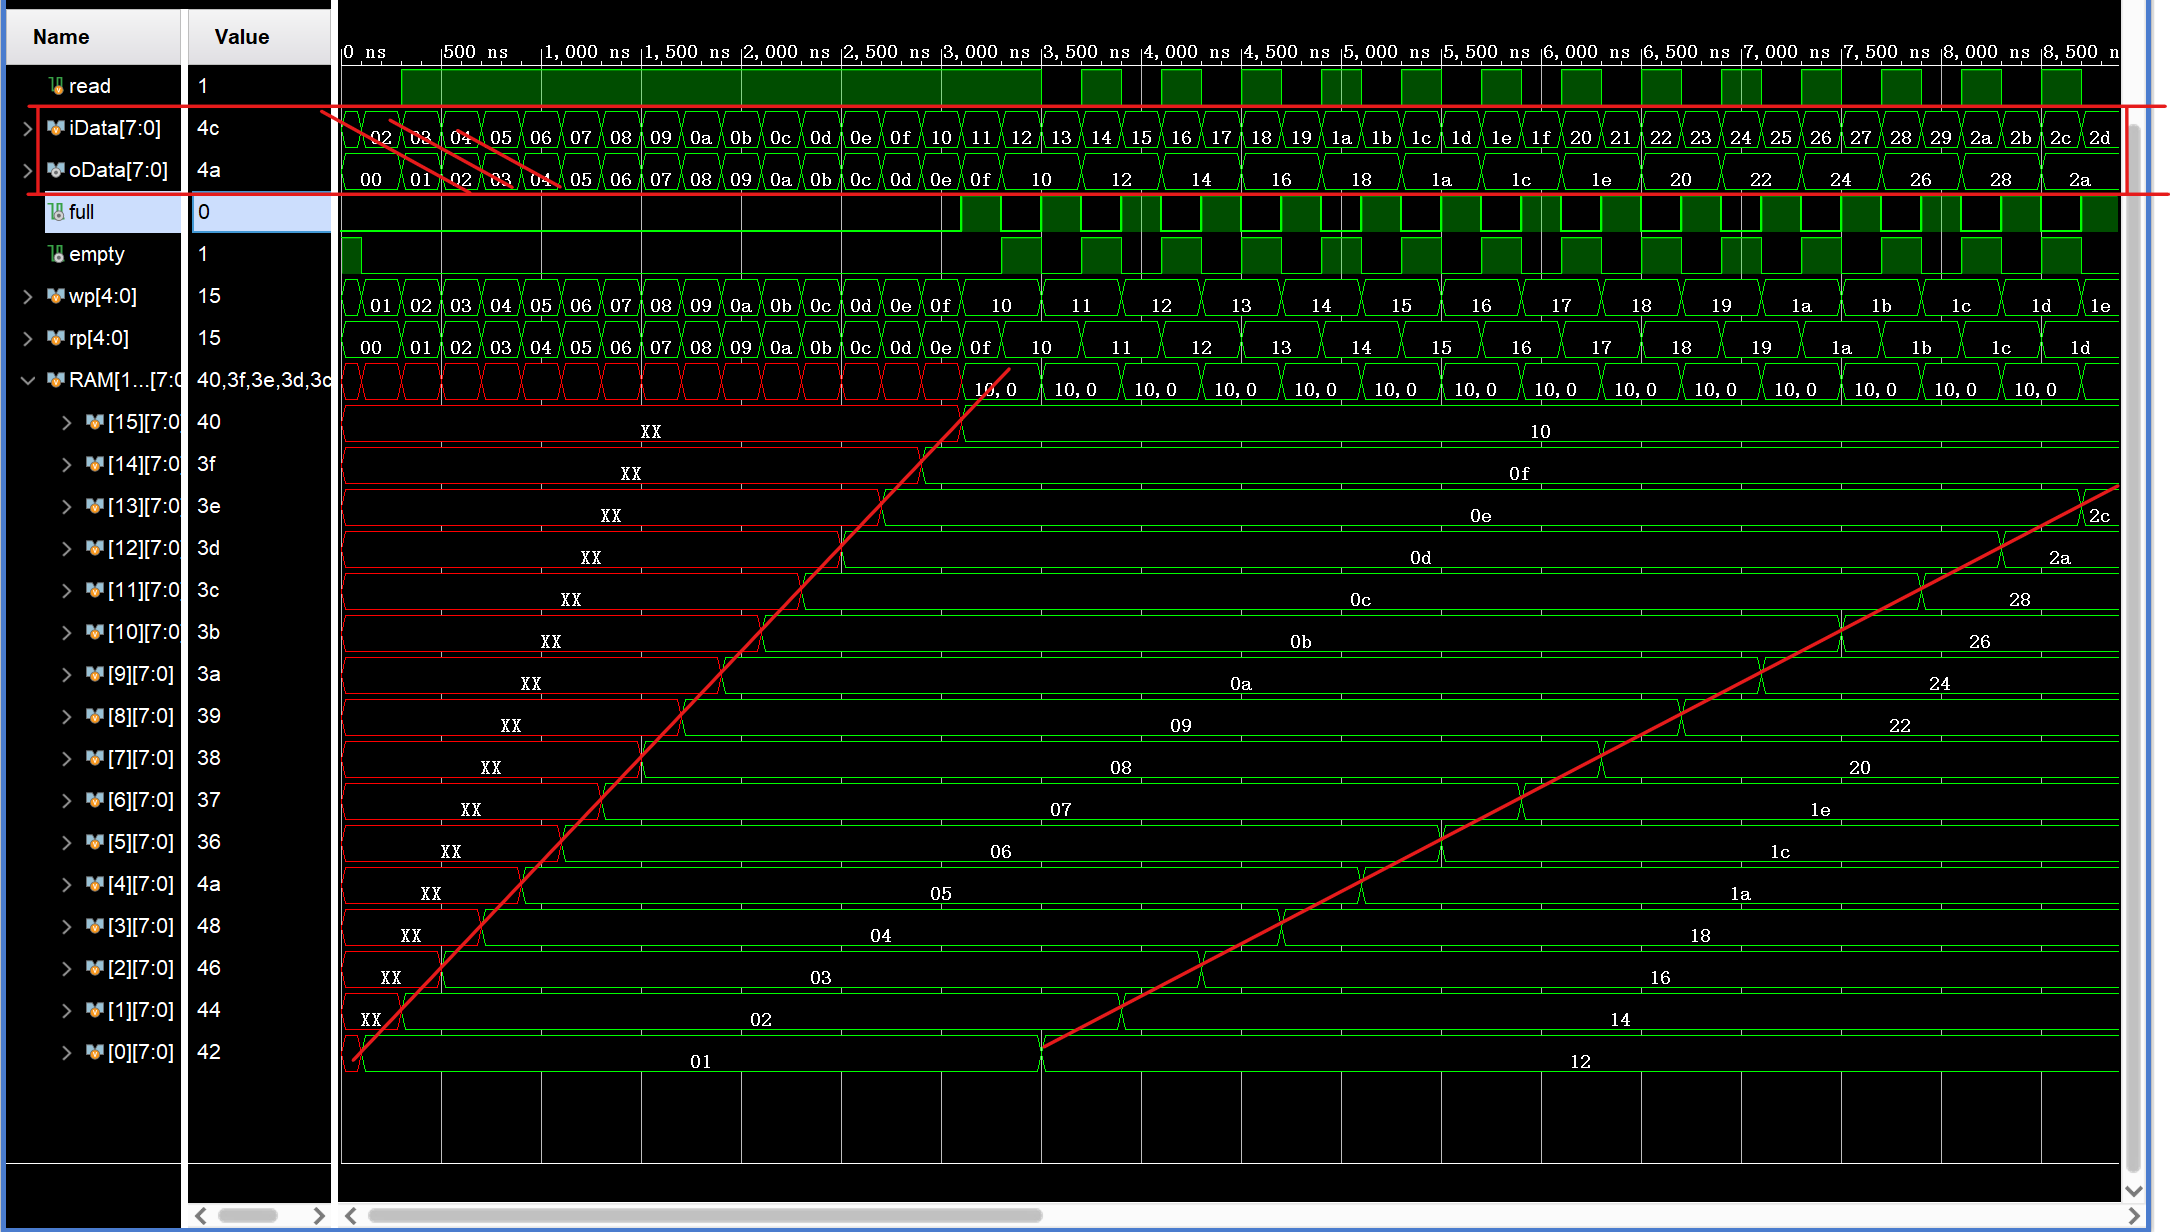 Name Value 0 ns 500 ns 1,000 ns 1,500 ns 2,000 ns 2,500 ns 3,000 ns 3,500 ns 4,000 ns 4,500 ns 5,000 ns 5,500 ns 6,000 ns 6,500 ns 7,000 ns 7,500 ns 8,000 ns 8,500 n
read 1
iData[7:0] 4c 02 03 04 05 06 07 08 09 0a 0b 0c 0d 0e 0f 10 11 12 13 14 15 16 17 18 19 1a 1b 1c 1d 1e 1f 20 21 22 23 24 25 26 27 28 29 2a 2b 2c 2d
oData[7:0] 4a 00 01 02 03 04 05 06 07 08 09 0a 0b 0c 0d 0e 0f 10 12 14 16 18 1a 1c 1e 20 22 24 26 28 2a
full 0
empty 1
wp[4:0] 15 01 02 03 04 05 06 07 08 09 0a 0b 0c 0d 0e 0f 10 11 12 13 14 15 16 17 18 19 1a 1b 1c 1d 1e
rp[4:0] 15 00 01 02 03 04 05 06 07 08 09 0a 0b 0c 0d 0e 0f 10 11 12 13 14 15 16 17 18 19 1a 1b 1c 1d
RAM[1...[7:0 40,3f,3e,3d,3c 10,0 10,0 10,0 10,0 10,0 10,0 10,0 10,0 10,0 10,0 10,0 10,0 10,0 10,0
[15][7:0] 40 XX 10
[14][7:0] 3f XX 0f
[13][7:0] 3e XX 0e 2c
[12][7:0] 3d XX 0d 2a
[11][7:0] 3c XX 0c 28
[10][7:0] 3b XX 0b 26
[9][7:0] 3a XX 0a 24
[8][7:0] 39 XX 09 22
[7][7:0] 38 XX 08 20
[6][7:0] 37 XX 07 1e
[5][7:0] 36 XX 06 1c
[4][7:0] 4a XX 05 1a
[3][7:0] 48 XX 04 18
[2][7:0] 46 XX 03 16
[1][7:0] 44 XX 02 14
[0][7:0] 42 01 12